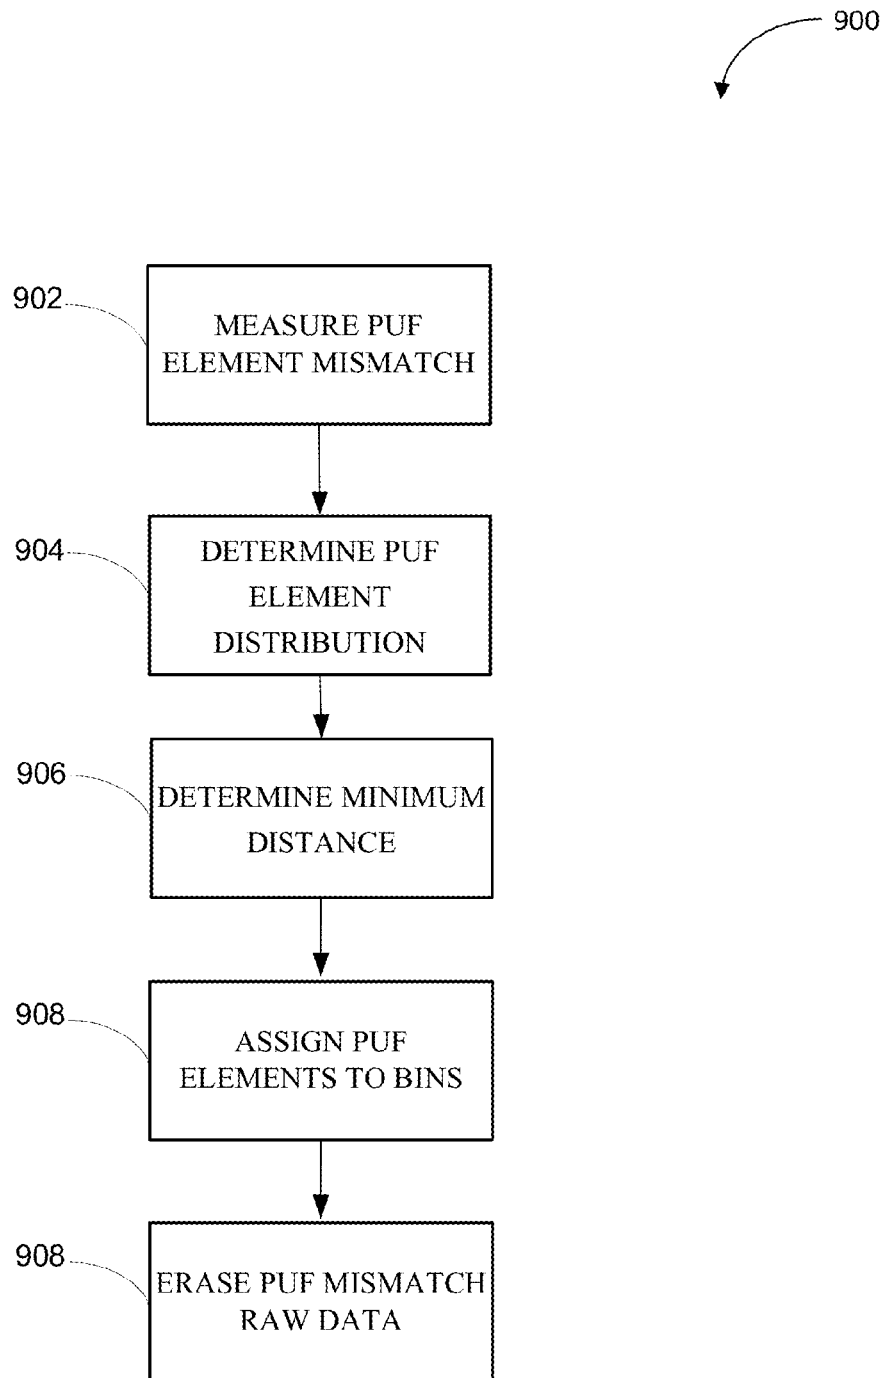 900
902
MEASURE PUF
ELEMENT MISMATCH
904
DETERMINE PUF
ELEMENT
DISTRIBUTION
906
DETERMINE MINIMUM
DISTANCE
908
ASSIGN PUF
ELEMENTS TO BINS
908
ERASE PUF MISMATCH
RAW DATA